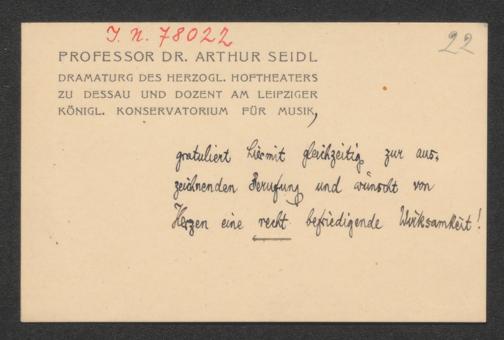 I. N. 78022
22
PROFESSOR DR. ARTHUR SEIDL
DRAMATURG DES HERZOGL. HOFTHEATERS
ZU DESSAU UND DOZENT AM LEIPZIGER
KÖNIGL. KONSERVATORIUM FÜR MUSIK,
gratuliert hiermit gleichzeitig zur aus-
zeichnenden Berufung und wünscht von
Herzen eine recht befriedigende Wirksamkeit!